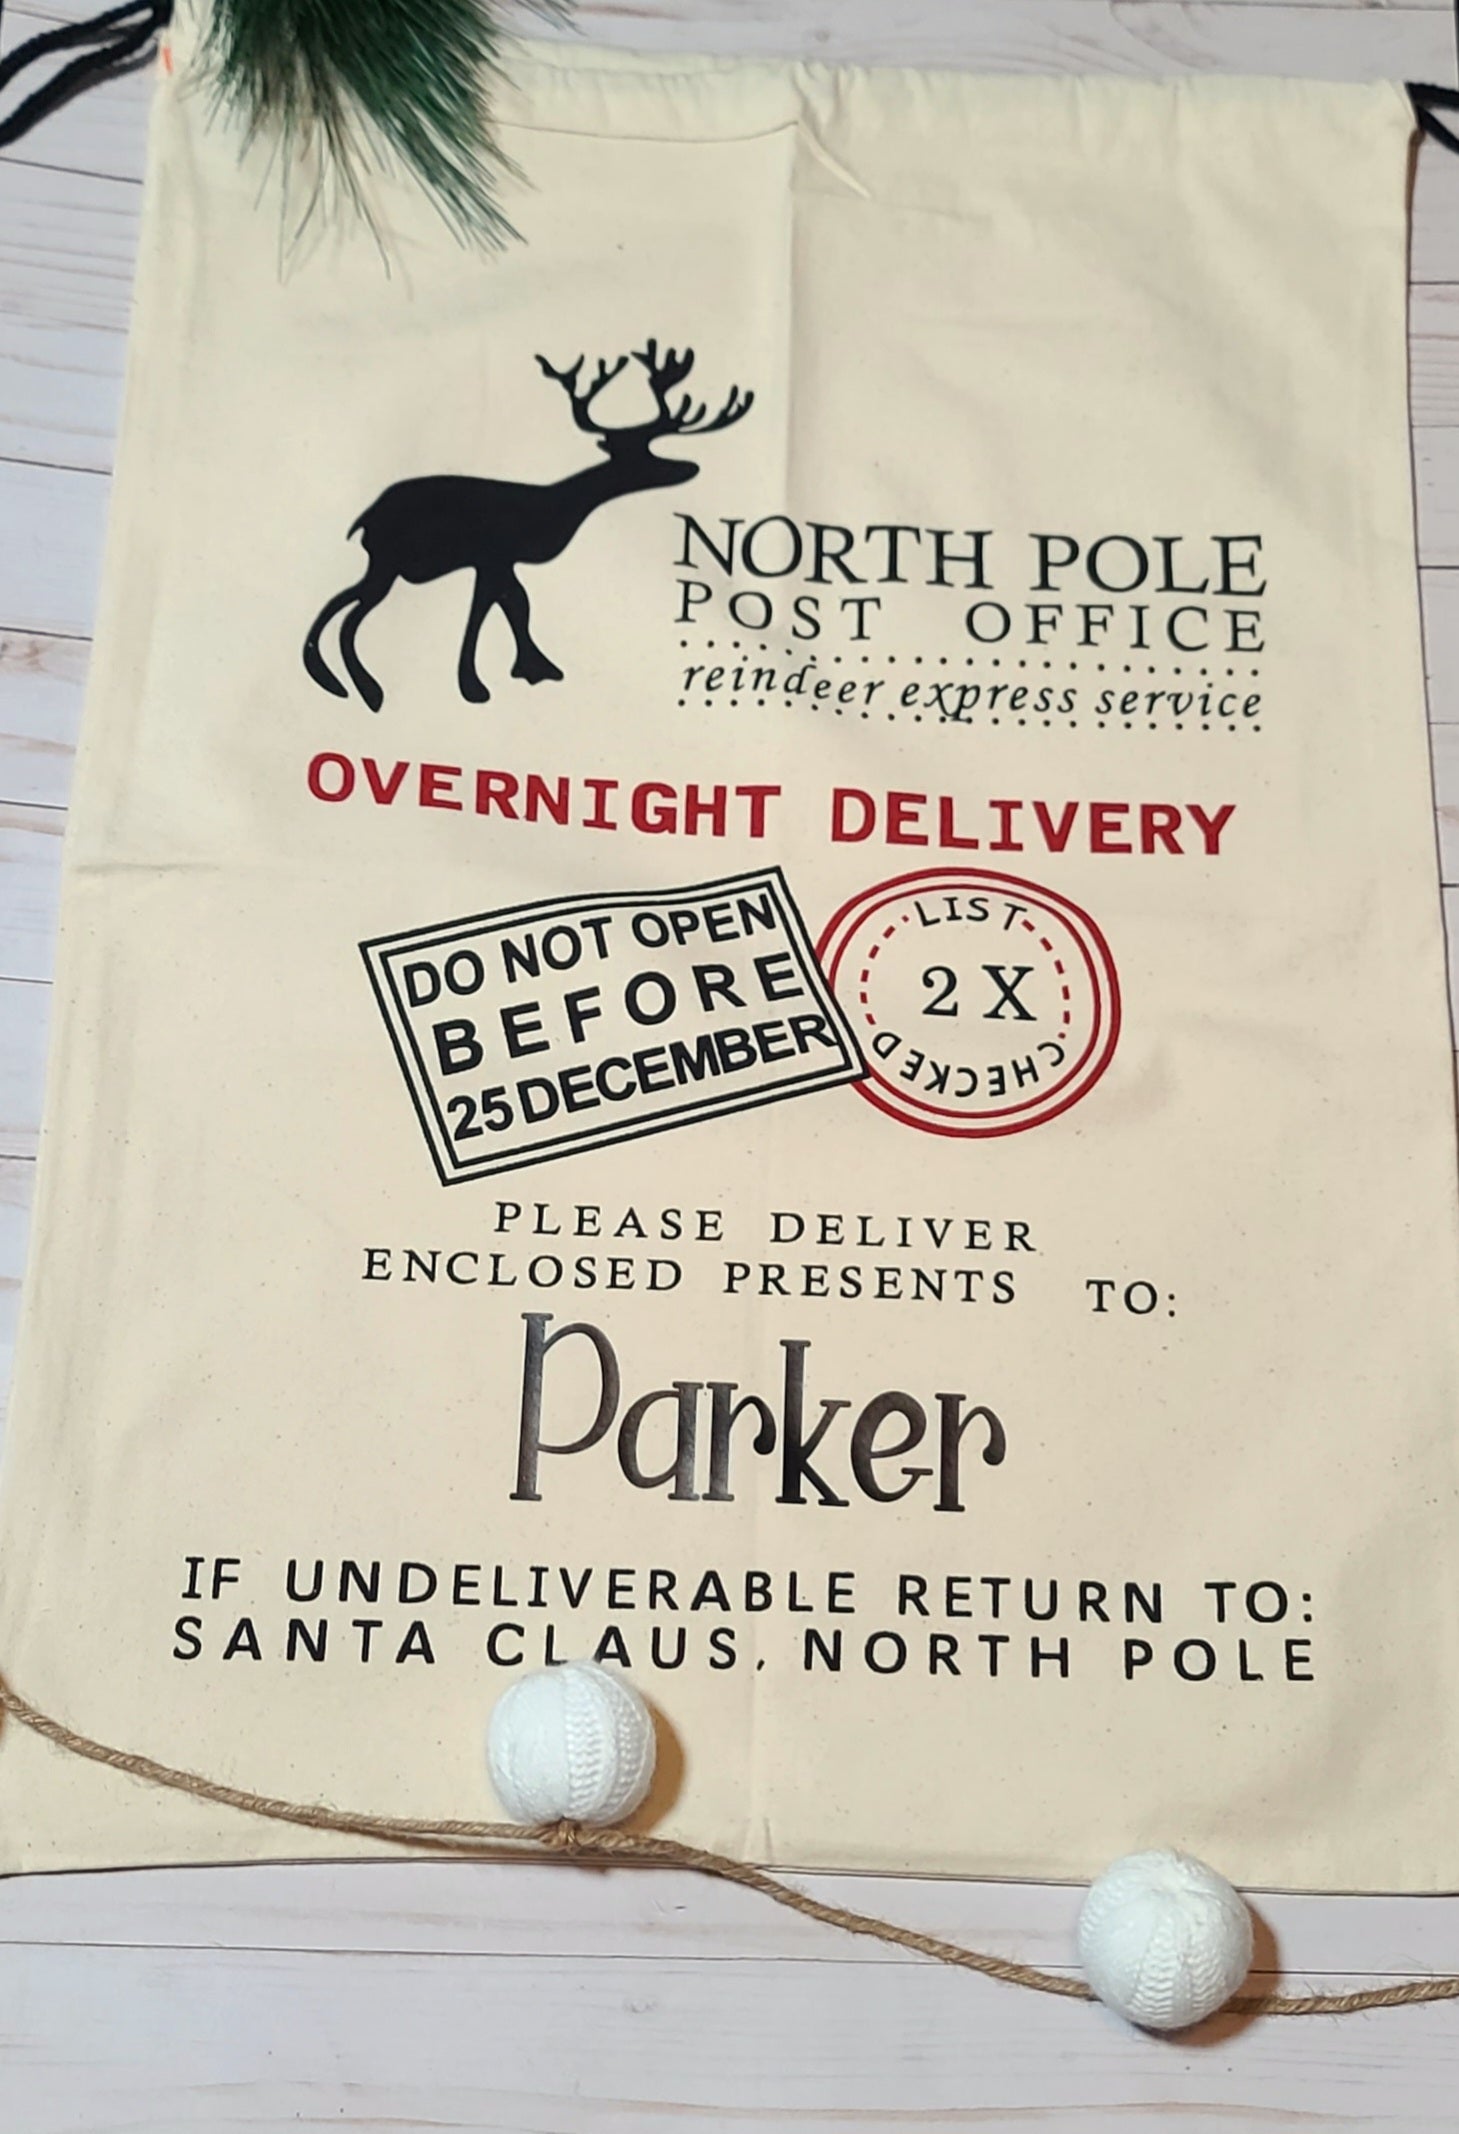 NORTH POLE
POST OFFICE
reindeer express service
OVERNIGHT DELIVERY
DO NOT OPEN
BEFORE
25 DECEMBER
LIST
2 X
CHECKED
PLEASE DELIVER
ENCLOSED PRESENTS TO:
Parker
IF UNDELIVERABLE RETURN TO:
SANTA CLAUS, NORTH POLE